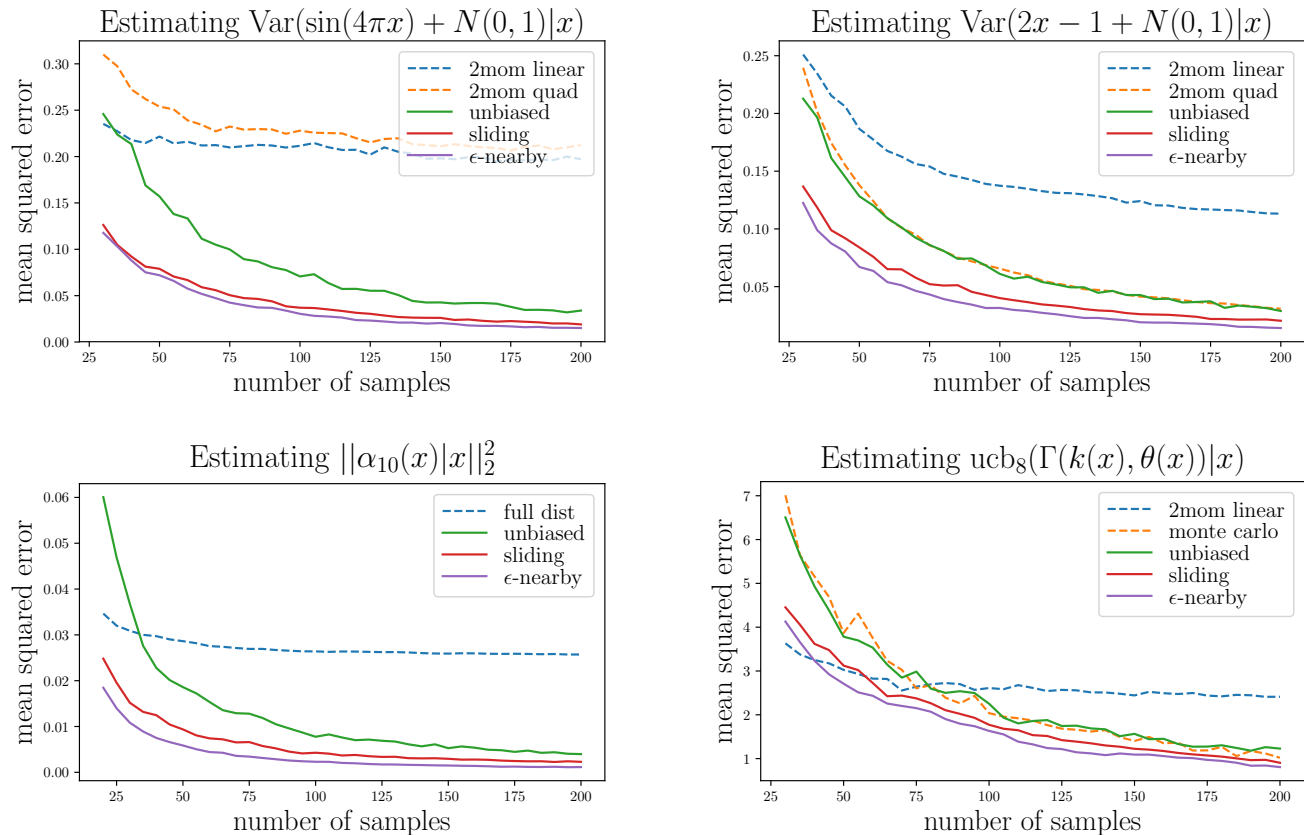 Estimating Var(sin(4πx) + N(0, 1)|x)
mean squared error
0.30
0.25
0.20
0.15
0.10
0.05
0.00
2mom linear
2mom quad
unbiased
sliding
ϵ-nearby
25 50 75 100 125 150 175 200
number of samples
Estimating Var(2x − 1 + N(0, 1)|x)
mean squared error
0.25
0.20
0.15
0.10
0.05
2mom linear
2mom quad
unbiased
sliding
ϵ-nearby
25 50 75 100 125 150 175 200
number of samples
Estimating ||α₁₀(x)|x||₂²
mean squared error
0.06
0.05
0.04
0.03
0.02
0.01
0.00
full dist
unbiased
sliding
ϵ-nearby
25 50 75 100 125 150 175 200
number of samples
Estimating ucb₈(Γ(k(x), θ(x))|x)
mean squared error
7
6
5
4
3
2
1
2mom linear
monte carlo
unbiased
sliding
ϵ-nearby
25 50 75 100 125 150 175 200
number of samples